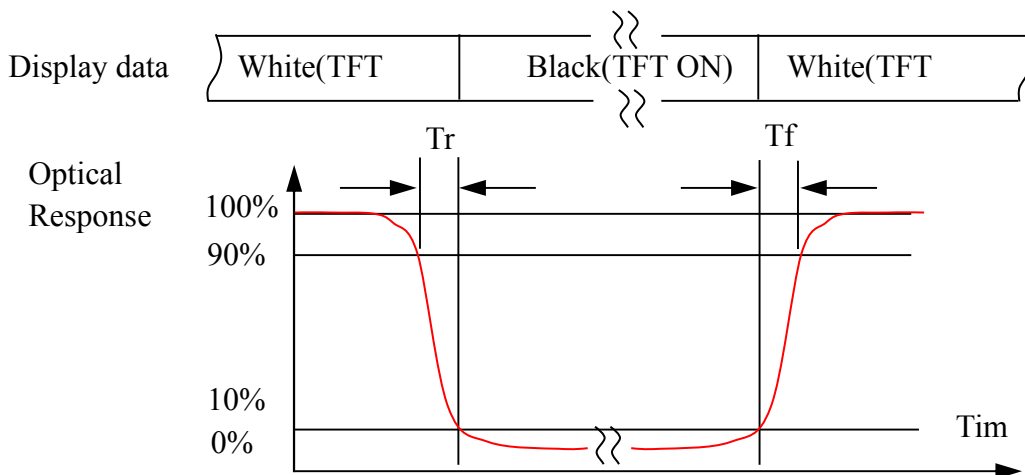 Display data White(TFT Black(TFT ON) White(TFT
Tr Tf
Optical
Response
100%
90%
10%
0%
Tim